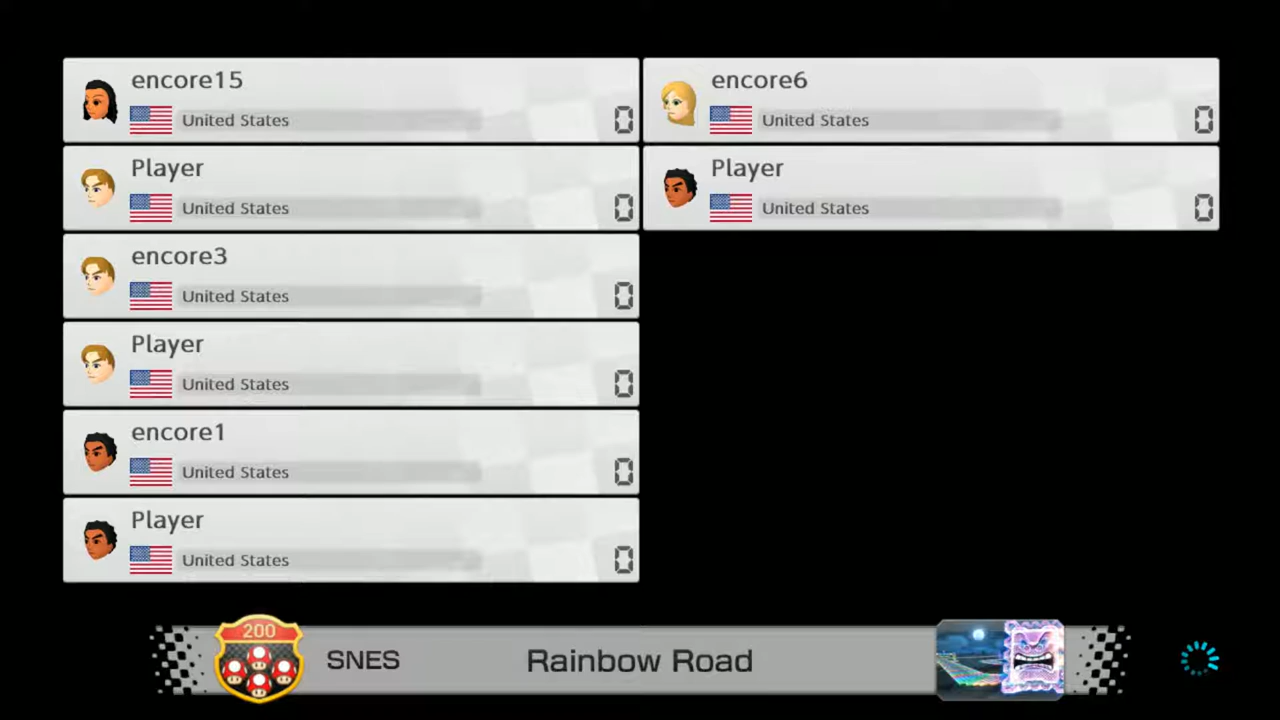 encore15
United States 0
Player
United States 0
encore3
United States 0
Player
United States 0
encore1
United States 0
Player
United States 0
encore6
United States 0
Player
United States 0
200
SNES Rainbow Road